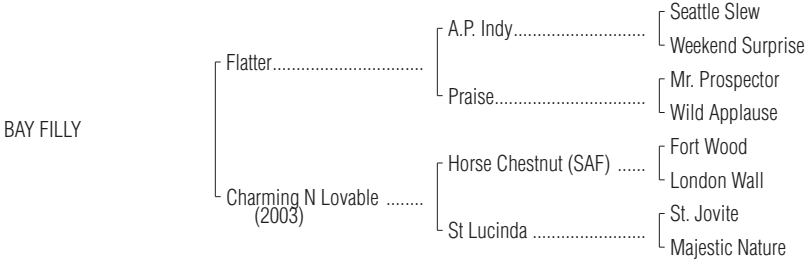 Seattle Slew
A.P. Indy..............................
Weekend Surprise
Flatter..................................
Mr. Prospector
Praise..................................
Wild Applause
BAY FILLY
Fort Wood
Horse Chestnut (SAF) ......
London Wall
Charming N Lovable ........
(2003)
St. Jovite
St Lucinda .........................
Majestic Nature